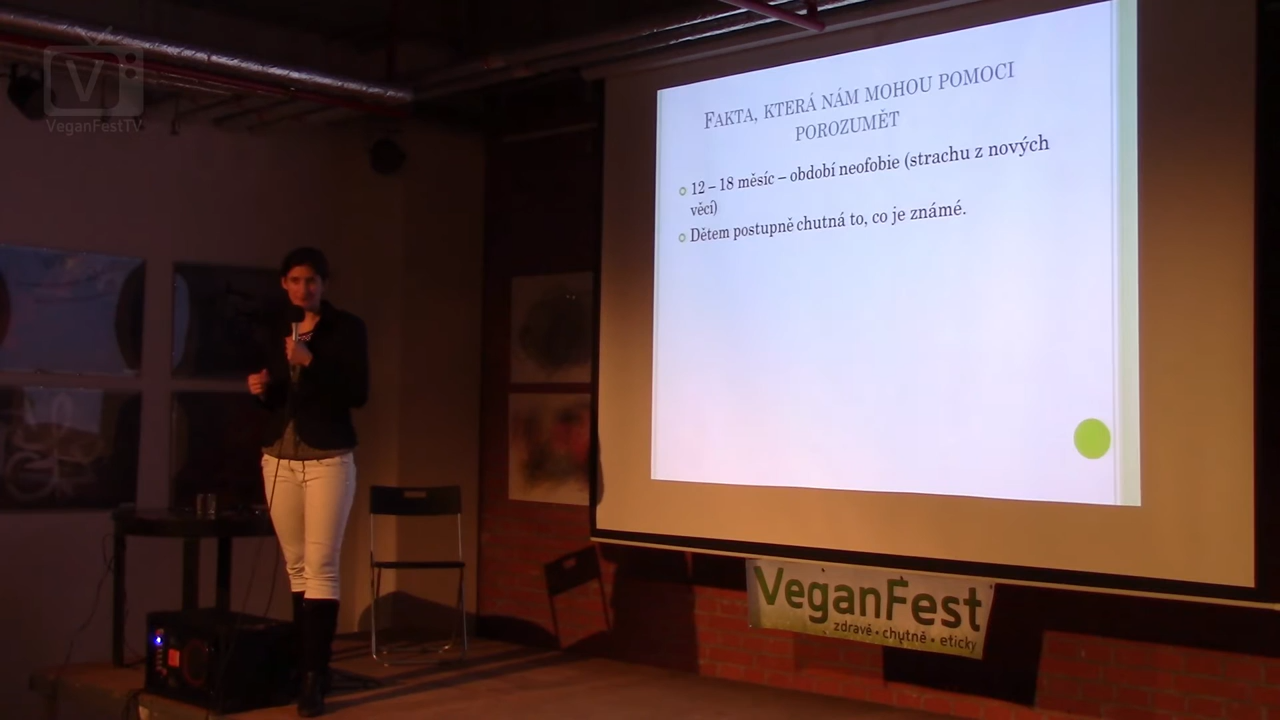 V
VeganFestTV
FAKTA, KTERÁ NÁM MOHOU POMOCI
POROZUMĚT
12 – 18 měsíc – období neofobie (strachu z nových
věcí)
Dětem postupně chutná to, co je známé.
VeganFest
zdravě • chutně • eticky